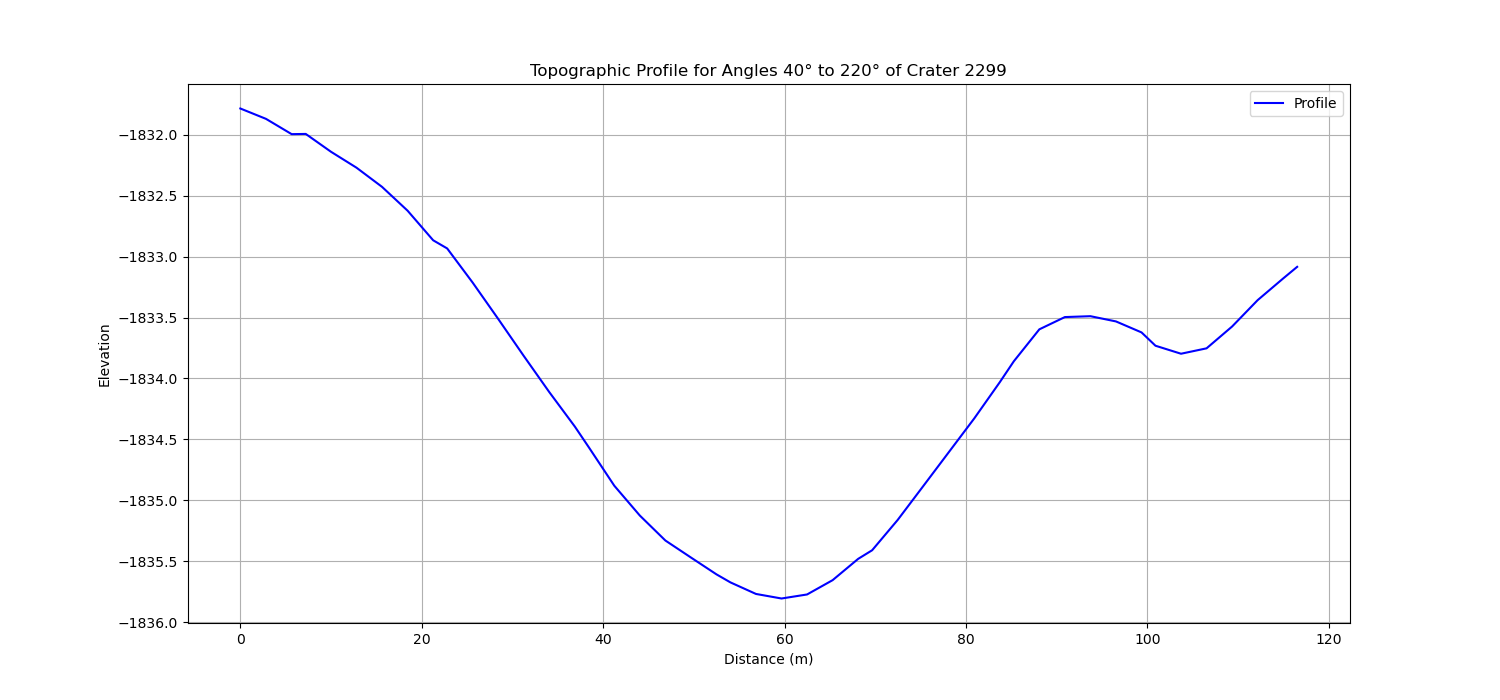 Topographic Profile for Angles 40° to 220° of Crater 2299
Profile
−1832.0
−1832.5
−1833.0
−1833.5
−1834.0
−1834.5
−1835.0
−1835.5
−1836.0
Elevation
0 20 40 60 80 100 120
Distance (m)